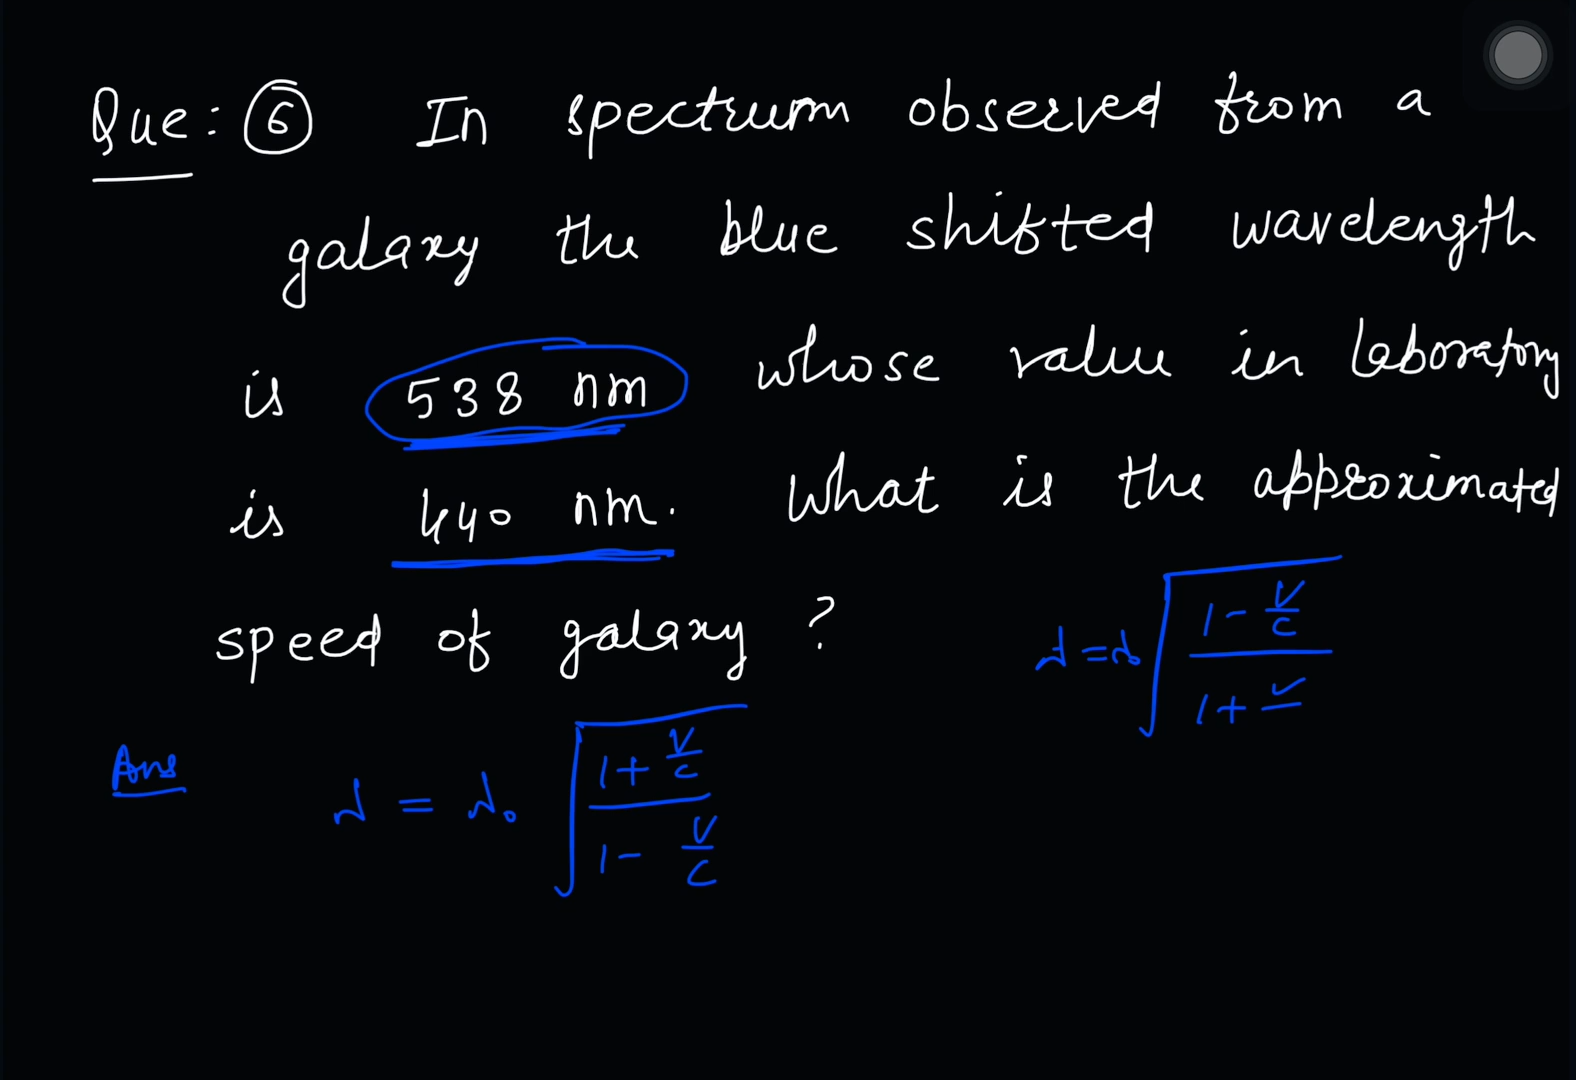 Que: ⑥ In spectrum observed from a
galaxy the blue shifted wavelength
is 538 nm whose value in laboratory
is 440 nm. What is the approximated
speed of galaxy ?
λ = λ₀ √((1 - V/c)/(1 + V))
Ans λ = λ₀ √((1 + V/c)/(1 - V/c))